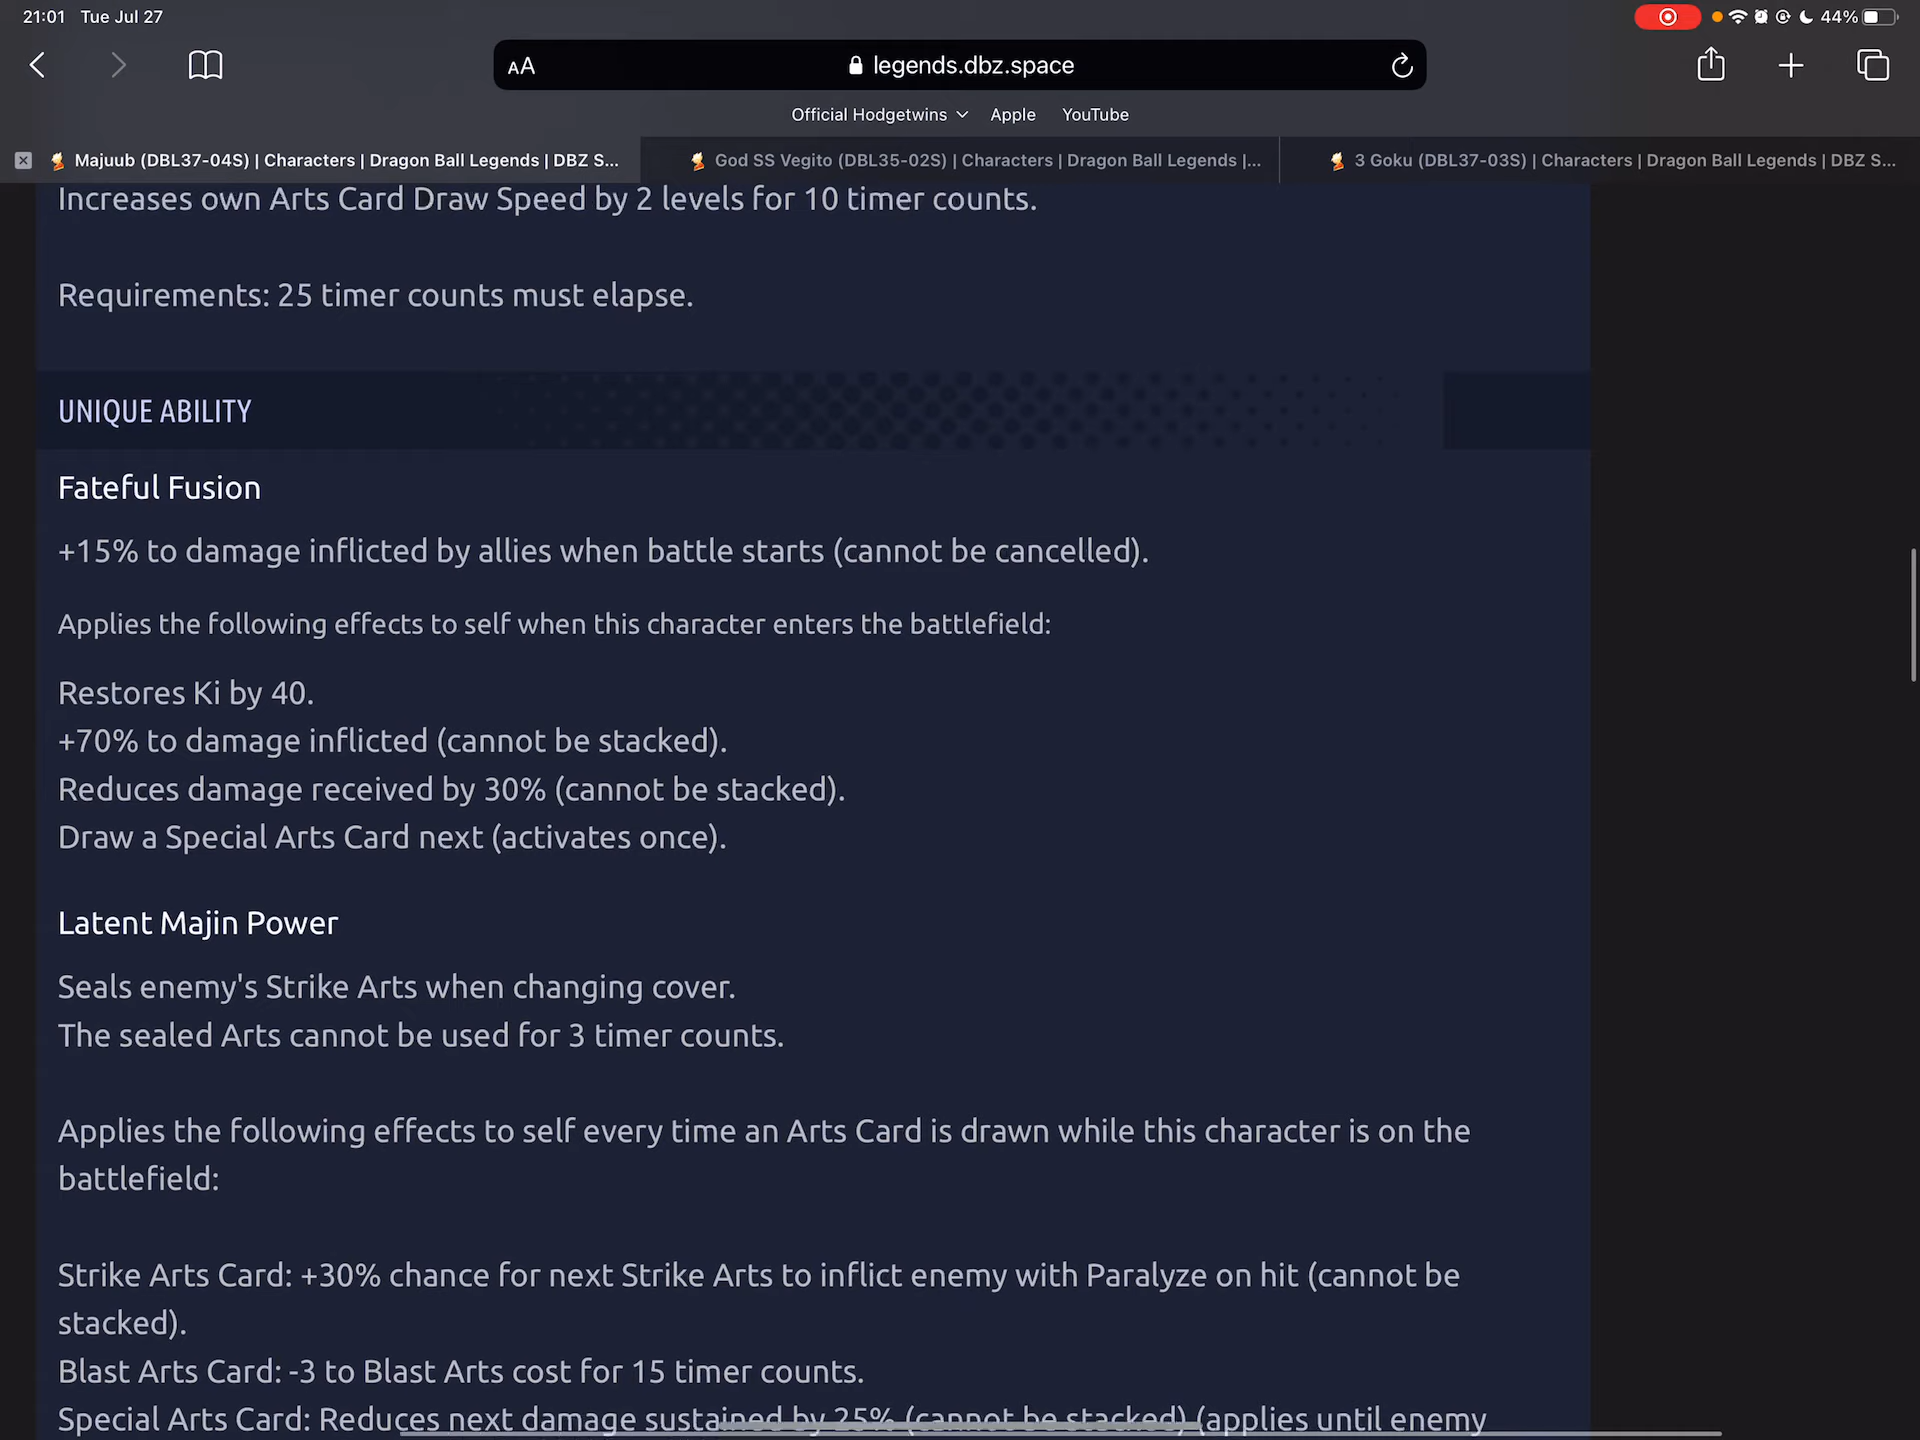 21:01 Tue Jul 27
44%
AA
legends.dbz.space
Official Hodgetwins Apple YouTube
Majuub (DBL37-04S) | Characters | Dragon Ball Legends | DBZ S...
God SS Vegito (DBL35-02S) | Characters | Dragon Ball Legends |...
3 Goku (DBL37-03S) | Characters | Dragon Ball Legends | DBZ S...
Increases own Arts Card Draw Speed by 2 levels for 10 timer counts.
Requirements: 25 timer counts must elapse.
UNIQUE ABILITY
Fateful Fusion
+15% to damage inflicted by allies when battle starts (cannot be cancelled).
Applies the following effects to self when this character enters the battlefield:
Restores Ki by 40.
+70% to damage inflicted (cannot be stacked).
Reduces damage received by 30% (cannot be stacked).
Draw a Special Arts Card next (activates once).
Latent Majin Power
Seals enemy's Strike Arts when changing cover.
The sealed Arts cannot be used for 3 timer counts.
Applies the following effects to self every time an Arts Card is drawn while this character is on the
battlefield:
Strike Arts Card: +30% chance for next Strike Arts to inflict enemy with Paralyze on hit (cannot be
stacked).
Blast Arts Card: -3 to Blast Arts cost for 15 timer counts.
Special Arts Card: Reduces next damage sustained by 25% (cannot be stacked) (applies until enemy